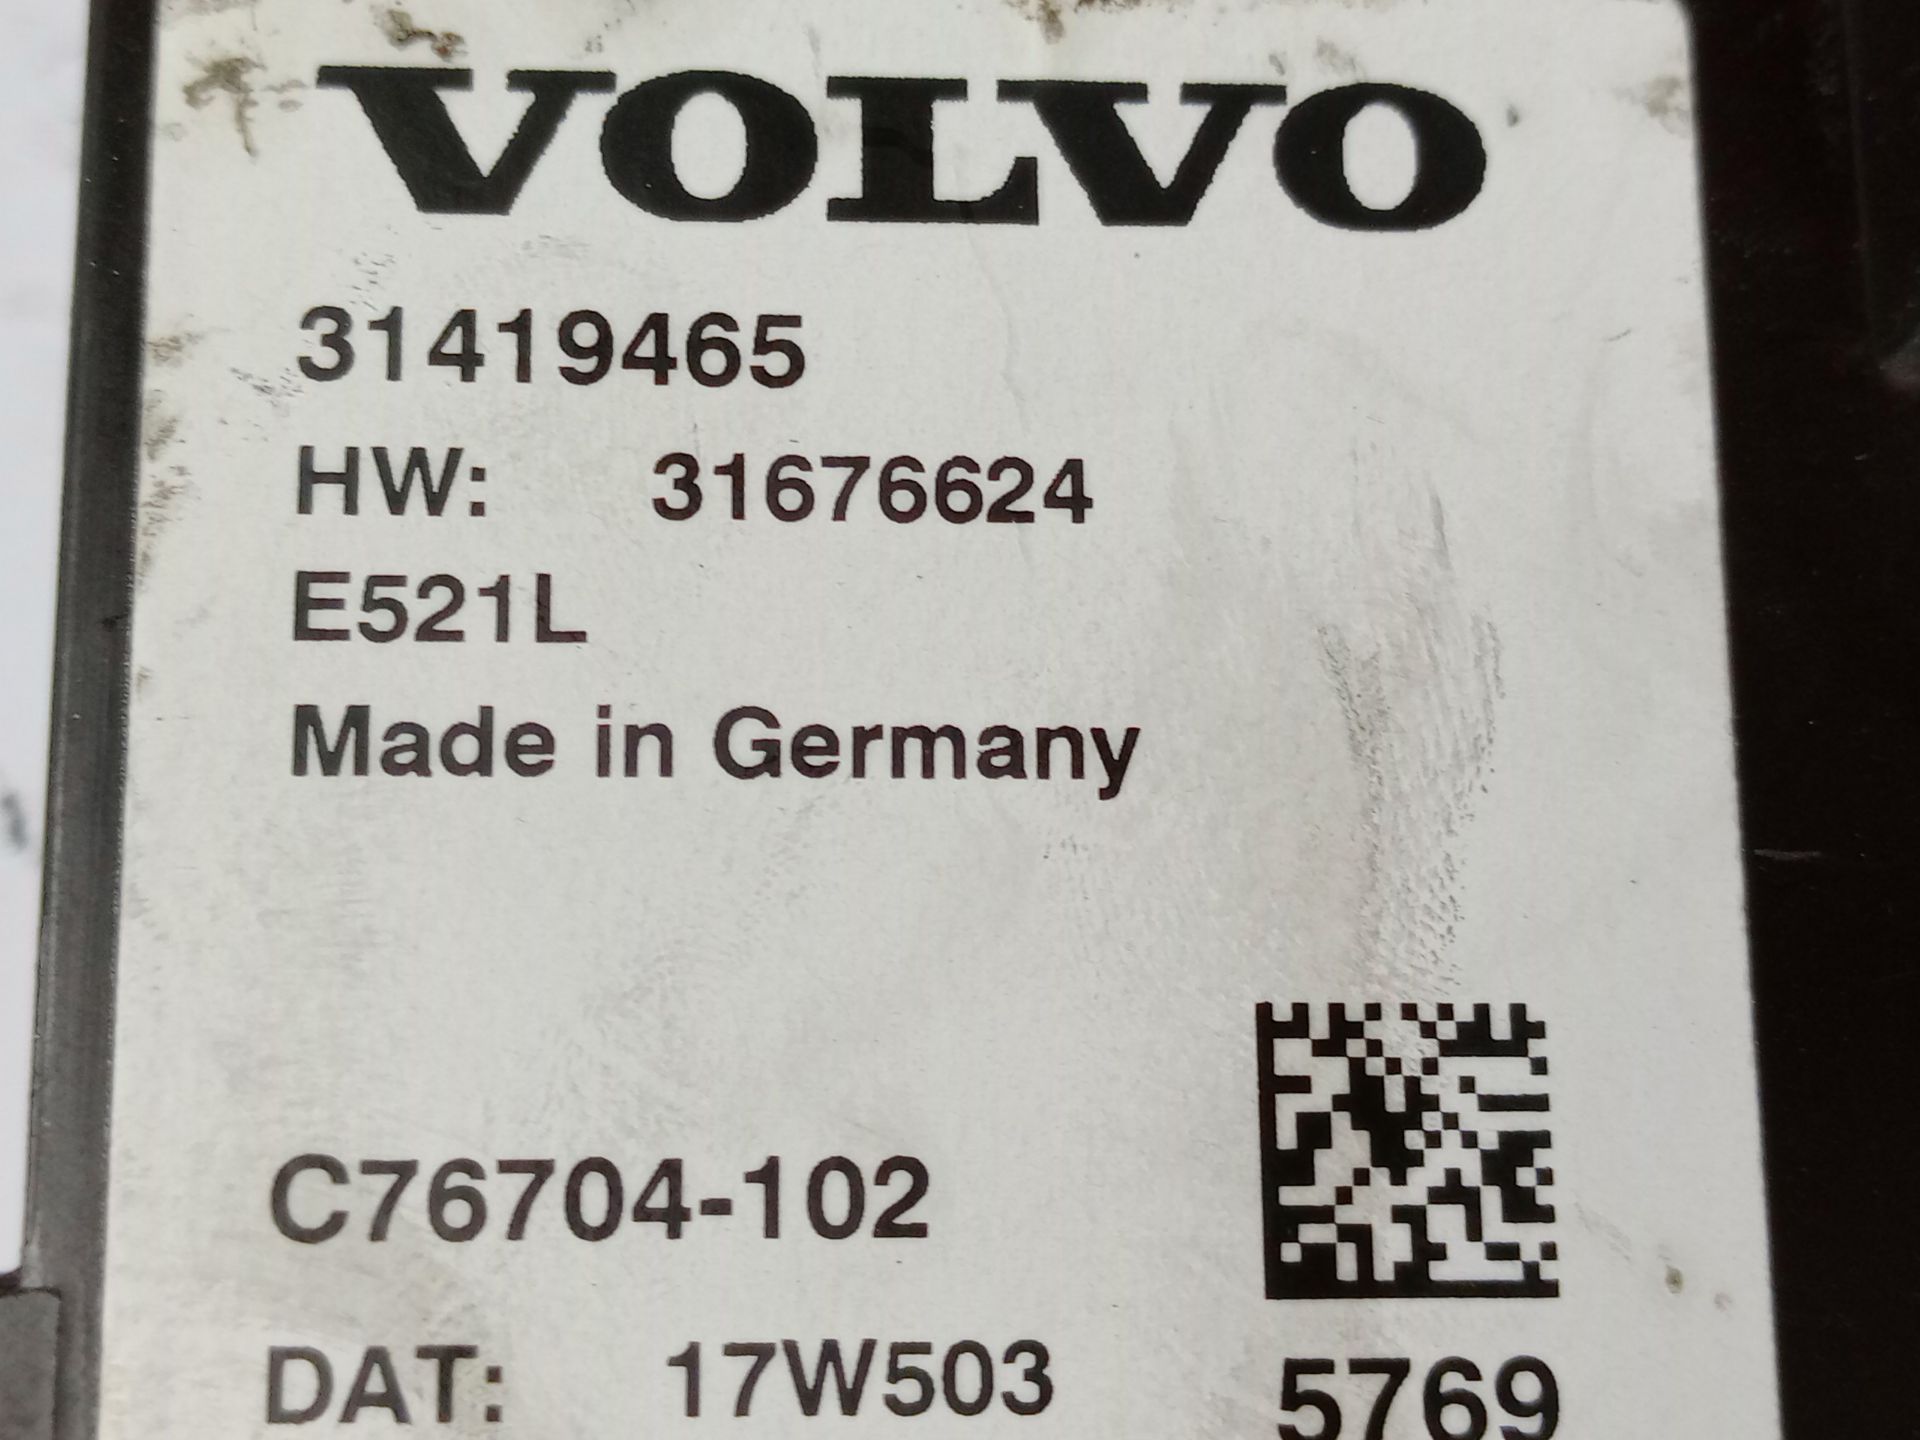 VOLVO
31419465
HW: 31676624
E521L
Made in Germany
C76704-102
DAT: 17W503 5769